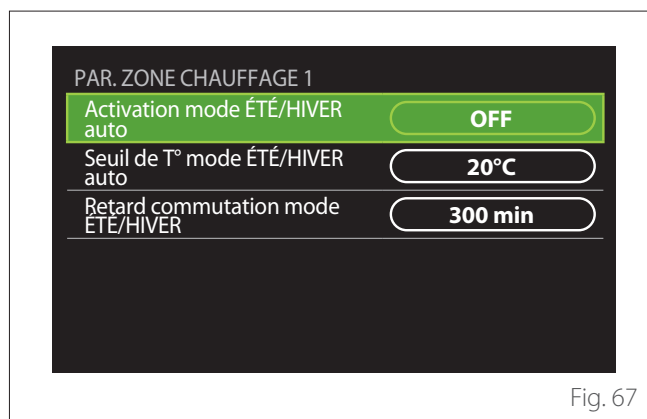 PAR. ZONE CHAUFFAGE 1
Activation mode ÉTÉ/HIVER
auto
OFF
Seuil de T° mode ÉTÉ/HIVER
auto
20°C
Retard commutation mode
ÉTÉ/HIVER
300 min
Fig. 67